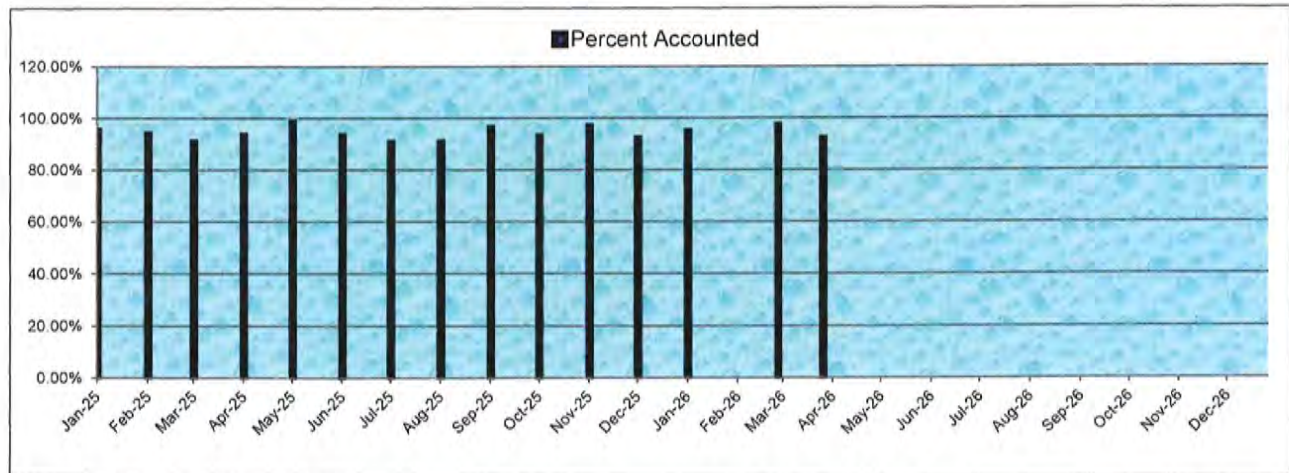 Percent Accounted
120.00%
100.00%
80.00%
60.00%
40.00%
20.00%
0.00%
Jan-25
Feb-25
Mar-25
Apr-25
May-25
Jun-25
Jul-25
Aug-25
Sep-25
Oct-25
Nov-25
Dec-25
Jan-26
Feb-26
Mar-26
Apr-26
May-26
Jun-26
Jul-26
Aug-26
Sep-26
Oct-26
Nov-26
Dec-26